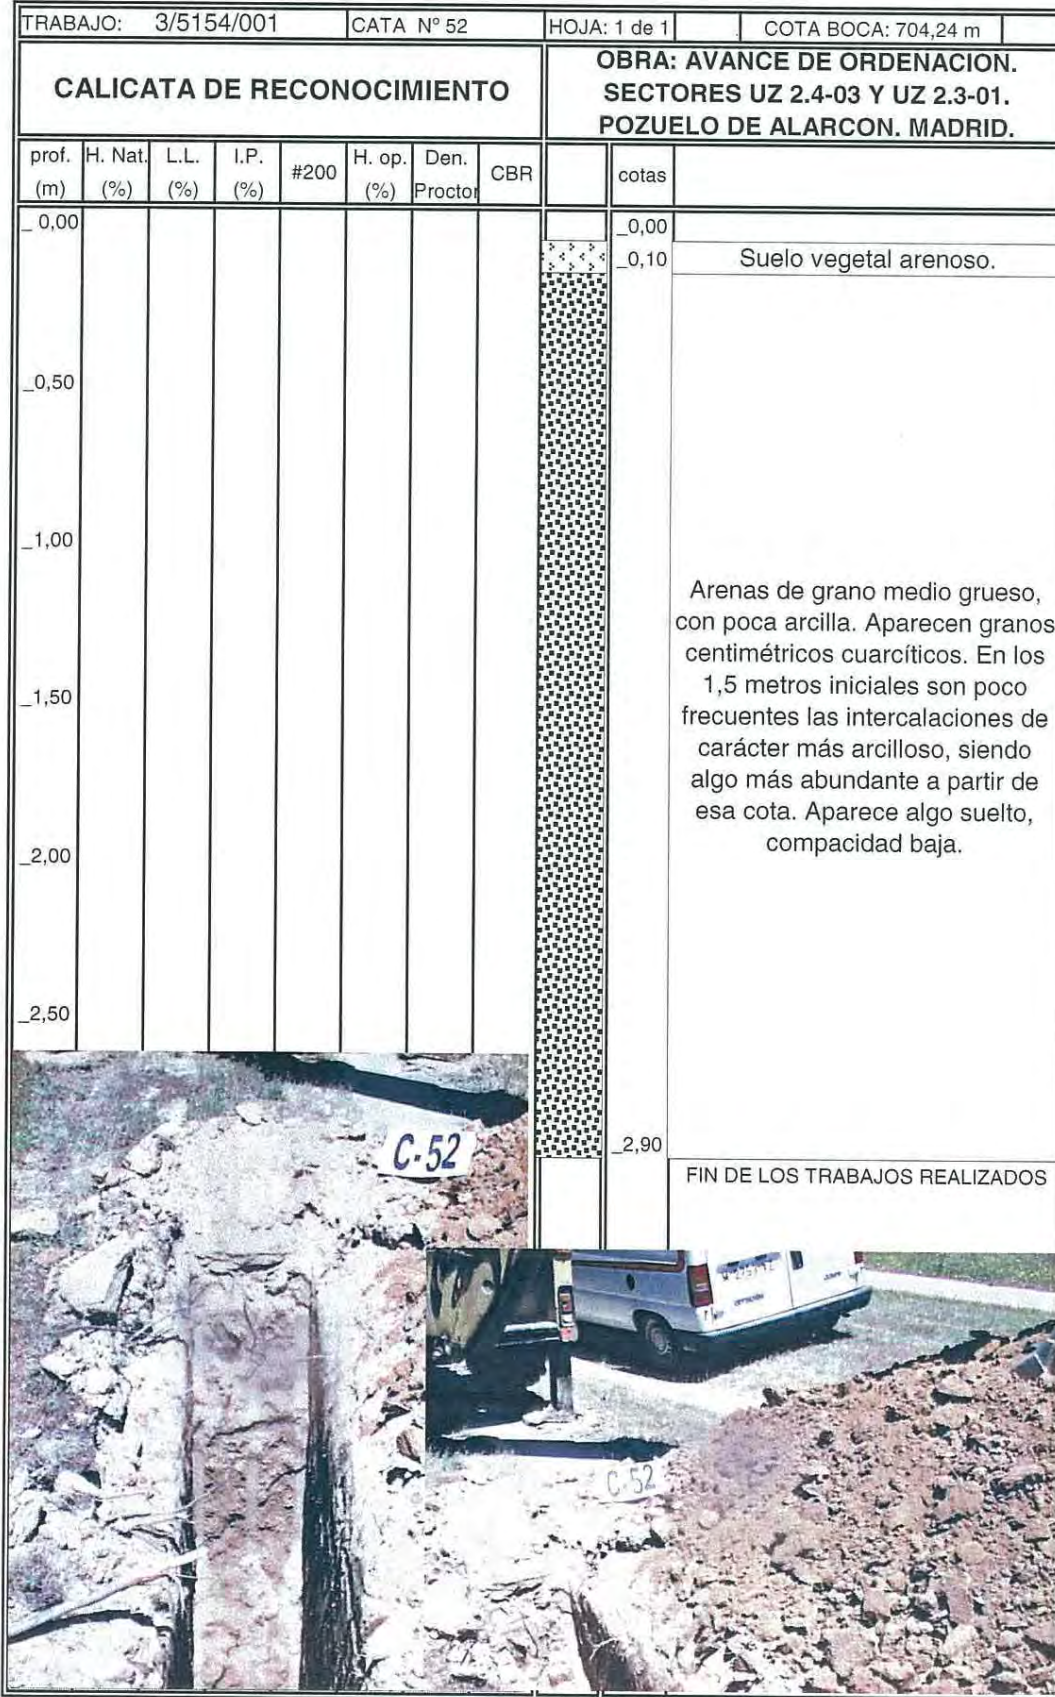 TRABAJO: 3/5154/001 CATA Nº 52 HOJA: 1 de 1 COTA BOCA: 704,24 m
CALICATA DE RECONOCIMIENTO
OBRA: AVANCE DE ORDENACION.
SECTORES UZ 2.4-03 Y UZ 2.3-01.
POZUELO DE ALARCON. MADRID.
prof. (m) H. Nat. (%) L.L. (%) I.P. (%) #200 H. op. (%) Den. Proctor CBR cotas
_ 0,00 _0,00
_0,10 Suelo vegetal arenoso.
_0,50
_1,00
Arenas de grano medio grueso,
con poca arcilla. Aparecen granos
centimétricos cuarcíticos. En los
_1,50 1,5 metros iniciales son poco
frecuentes las intercalaciones de
carácter más arcilloso, siendo
algo más abundante a partir de
esa cota. Aparece algo suelto,
_2,00 compacidad baja.
_2,50
_2,90
C-52
FIN DE LOS TRABAJOS REALIZADOS
C-52